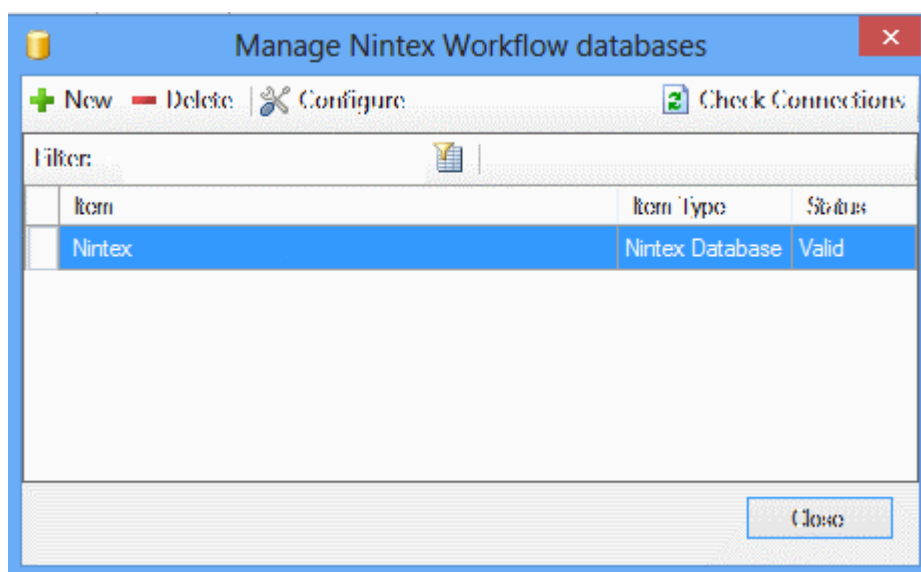 Manage Nintex Workflow databases
New Delete Configure Check Connections
Filter:
Item Item Type Status
Nintex Nintex Database Valid
Close